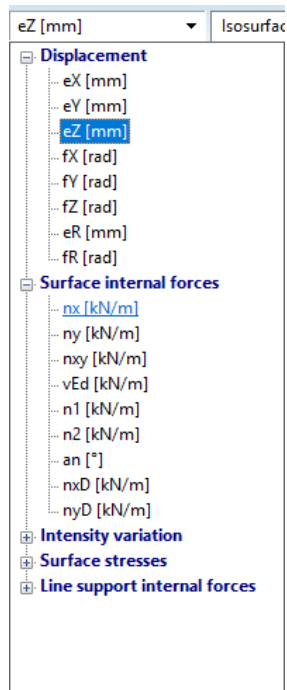 eZ [mm] Isosurfac
Displacement
eX [mm]
eY [mm]
eZ [mm]
fX [rad]
fY [rad]
fZ [rad]
eR [mm]
fR [rad]
Surface internal forces
nx [kN/m]
ny [kN/m]
nxy [kN/m]
vEd [kN/m]
n1 [kN/m]
n2 [kN/m]
an [°]
nxD [kN/m]
nyD [kN/m]
Intensity variation
Surface stresses
Line support internal forces